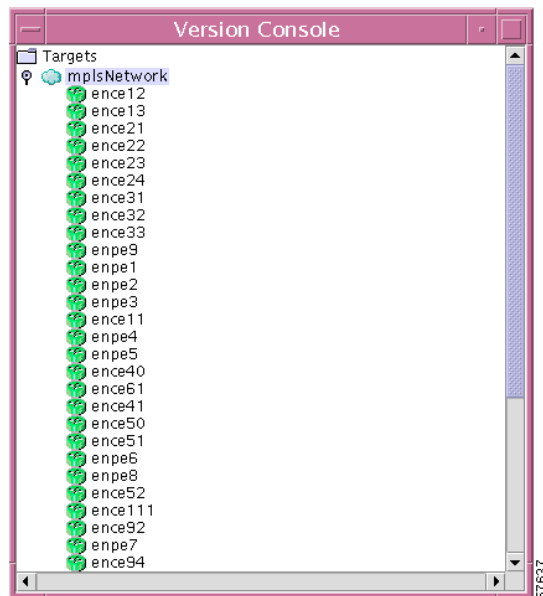 Version Console
Targets
mplsNetwork
ence12
ence13
ence21
ence22
ence23
ence24
ence31
ence32
ence33
enpe9
enpe1
enpe2
enpe3
ence11
enpe4
enpe5
ence40
ence61
ence41
ence50
ence51
enpe6
enpe8
ence52
ence111
ence92
enpe7
ence94
57637